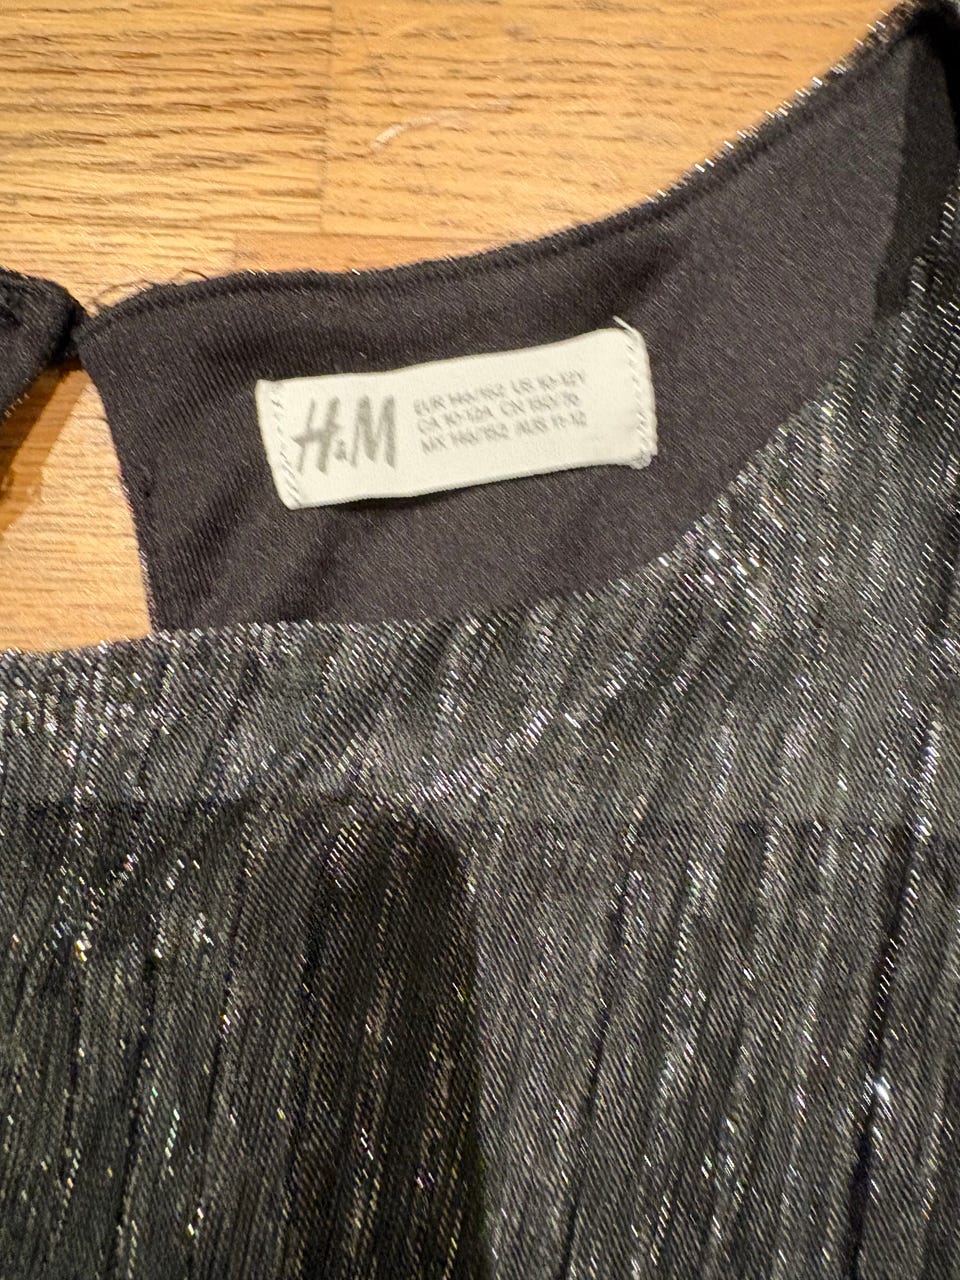 H&M
EUR 146/152 US 10-12Y
CA 10-12A CN 150/76
MX 146/152 AUS 11-12